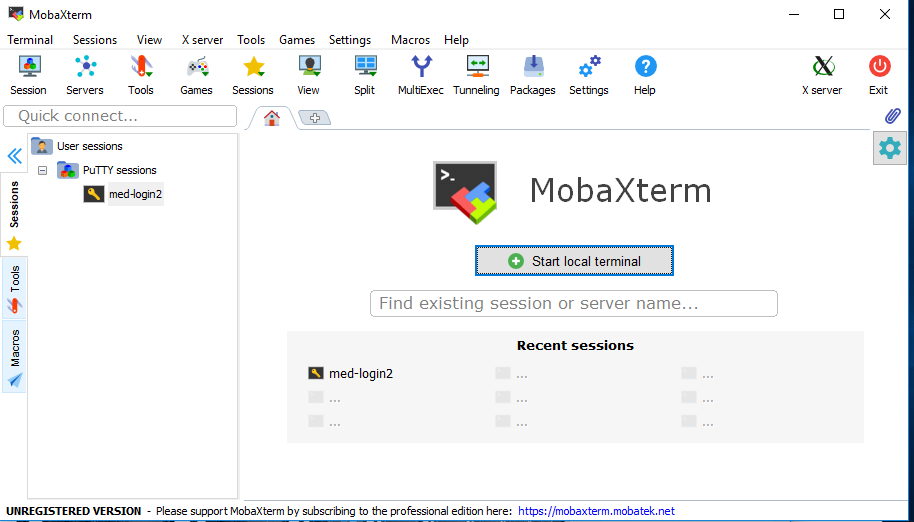 MobaXterm
Terminal Sessions View X server Tools Games Settings Macros Help
Session Servers Tools Games Sessions View Split MultiExec Tunneling Packages Settings Help X server Exit
Quick connect...
User sessions
PuTTY sessions
med-login2
Sessions
Tools
Macros
>_
MobaXterm
Start local terminal
Find existing session or server name...
Recent sessions
med-login2 ... ...
... ... ...
... ... ...
UNREGISTERED VERSION - Please support MobaXterm by subscribing to the professional edition here: https://mobaxterm.mobatek.net